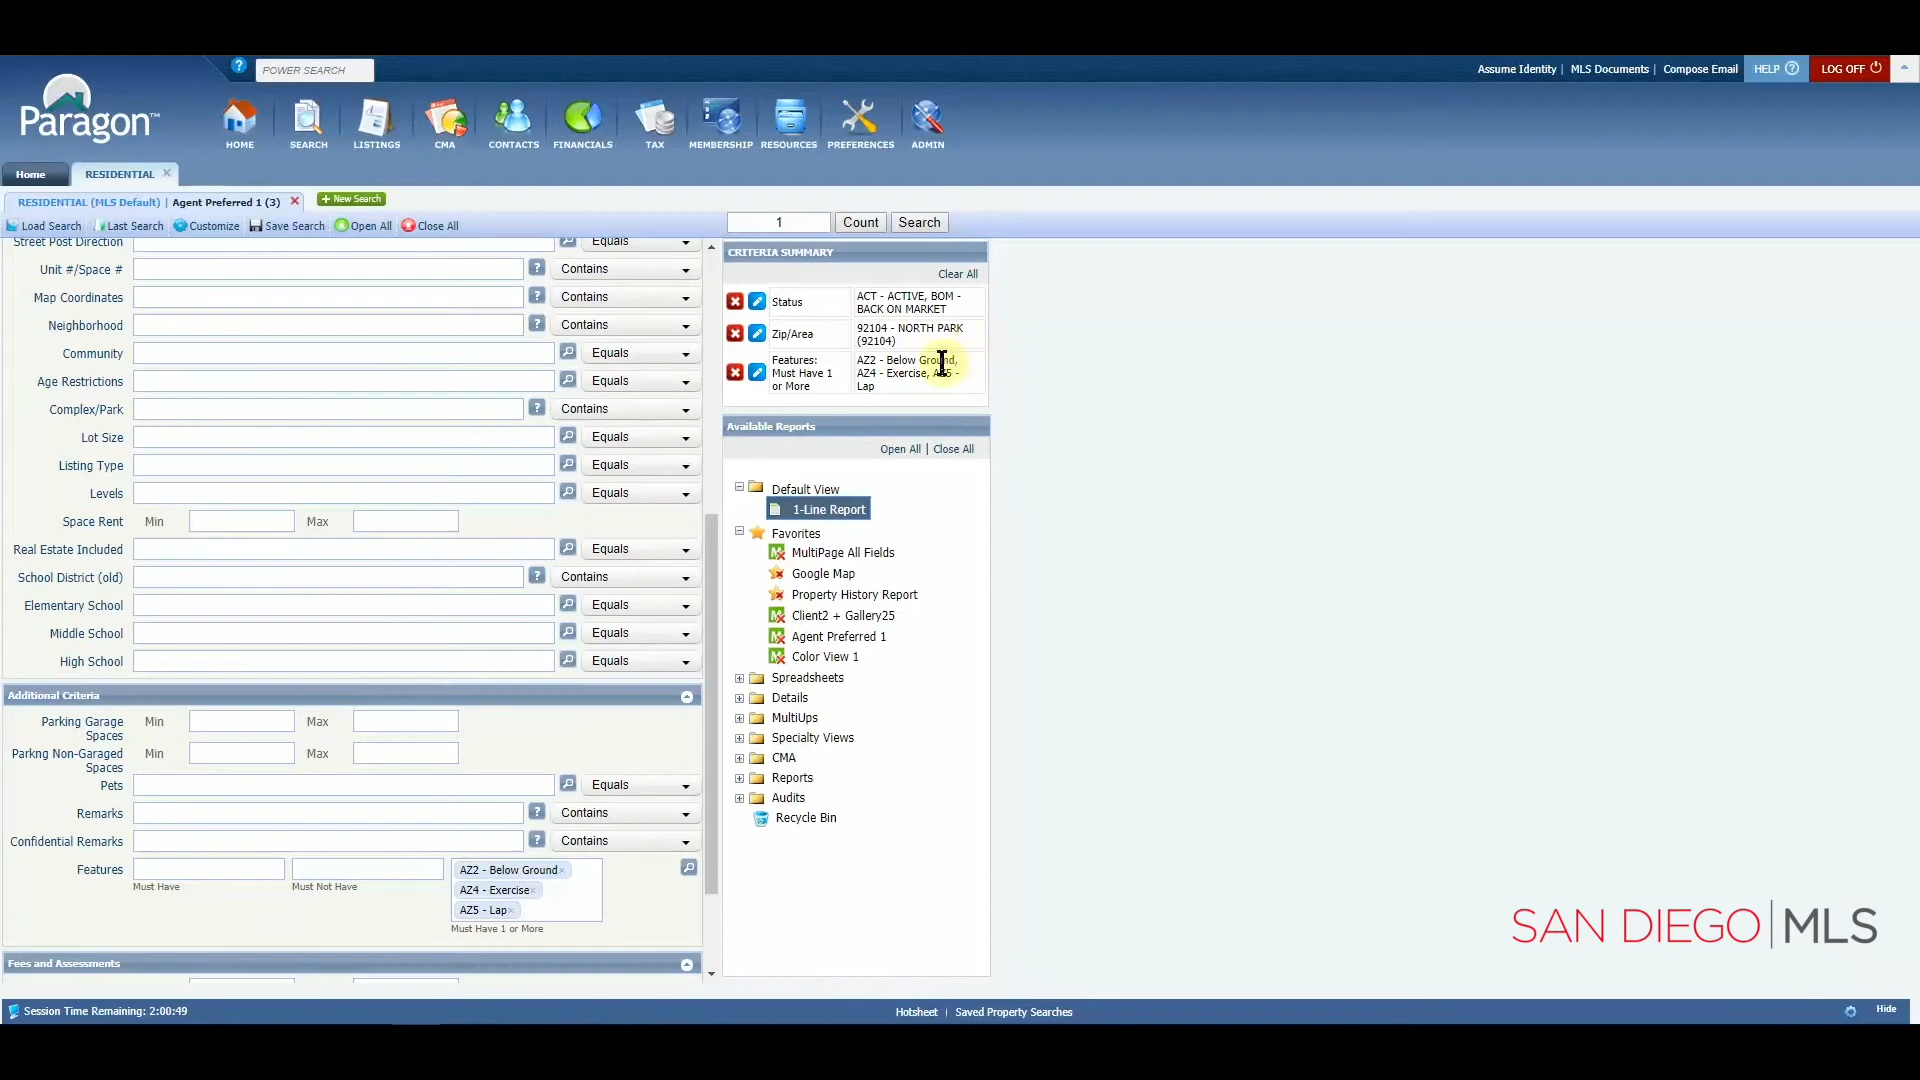 POWER SEARCH
Assume Identity | MLS Documents | Compose Email HELP ? LOG OFF
Paragon™
HOME SEARCH LISTINGS CMA CONTACTS FINANCIALS TAX MEMBERSHIP RESOURCES PREFERENCES ADMIN
Home RESIDENTIAL
RESIDENTIAL (MLS Default) | Agent Preferred 1 (3) + New Search
Load Search Last Search Customize Save Search Open All Close All 1 Count Search
Street Post Direction Equals
Unit #/Space # ? Contains
Map Coordinates ? Contains
Neighborhood ? Contains
Community Equals
Age Restrictions Equals
Complex/Park ? Contains
Lot Size Equals
Listing Type Equals
Levels Equals
Space Rent Min Max
Real Estate Included Equals
School District (old) ? Contains
Elementary School Equals
Middle School Equals
High School Equals
Additional Criteria
Parking Garage
Spaces Min Max
Parkng Non-Garaged
Spaces Min Max
Pets Equals
Remarks ? Contains
Confidential Remarks ? Contains
Features
Must Have
Must Not Have
AZ2 - Below Ground×
AZ4 - Exercise×
AZ5 - Lap×
Must Have 1 or More
Fees and Assessments
CRITERIA SUMMARY
Clear All
Status
ACT - ACTIVE, BOM -
BACK ON MARKET
Zip/Area
92104 - NORTH PARK
(92104)
Features:
Must Have 1
or More
AZ2 - Below Ground,
AZ4 - Exercise, AZ5 -
Lap
Available Reports
Open All | Close All
Default View
1-Line Report
Favorites
MultiPage All Fields
Google Map
Property History Report
Client2 + Gallery25
Agent Preferred 1
Color View 1
Spreadsheets
Details
MultiUps
Specialty Views
CMA
Reports
Audits
Recycle Bin
SAN DIEGO|MLS
Session Time Remaining: 2:00:49 Hotsheet | Saved Property Searches Hide